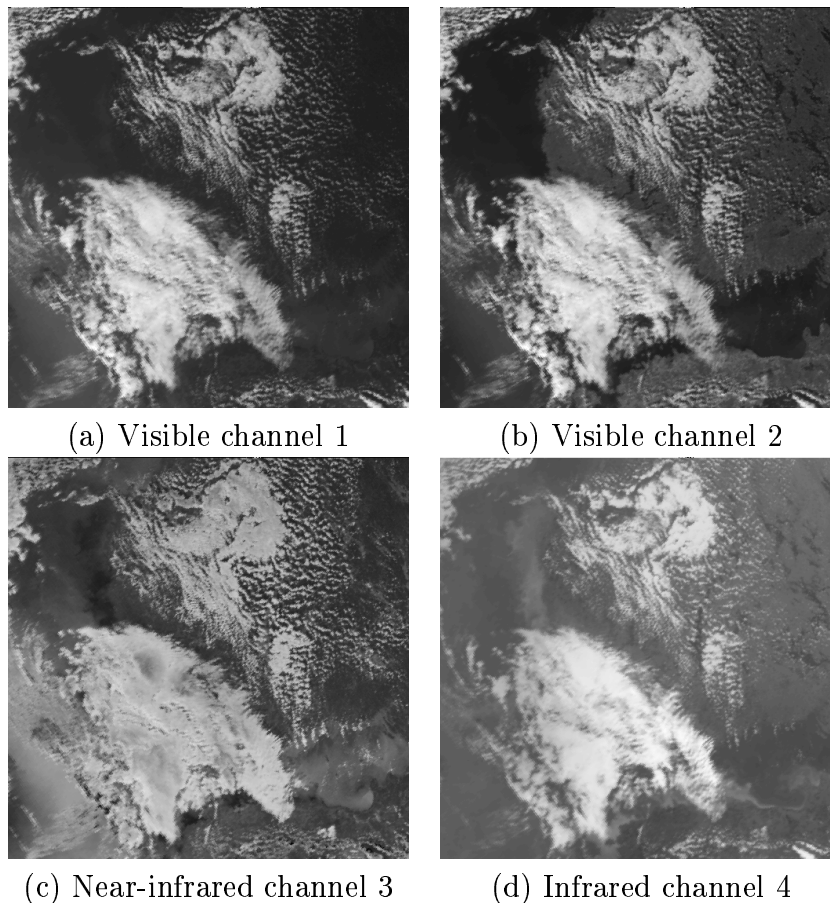 (a) Visible channel 1
(b) Visible channel 2
(c) Near-infrared channel 3
(d) Infrared channel 4